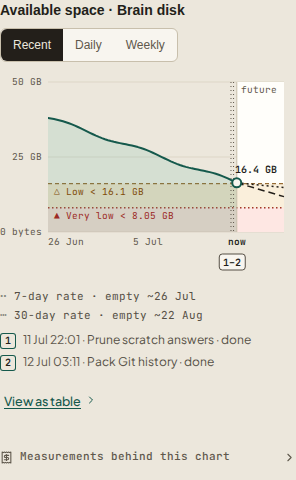 Available space · Brain disk
Recent Daily Weekly
50 GB
future
25 GB
16.4 GB
△ Low < 16.1 GB
▲ Very low < 8.05 GB
0 bytes
26 Jun 5 Jul now
1–2
7-day rate · empty ~26 Jul
30-day rate · empty ~22 Aug
1 11 Jul 22:01 · Prune scratch answers · done
2 12 Jul 03:11 · Pack Git history · done
View as table
Measurements behind this chart